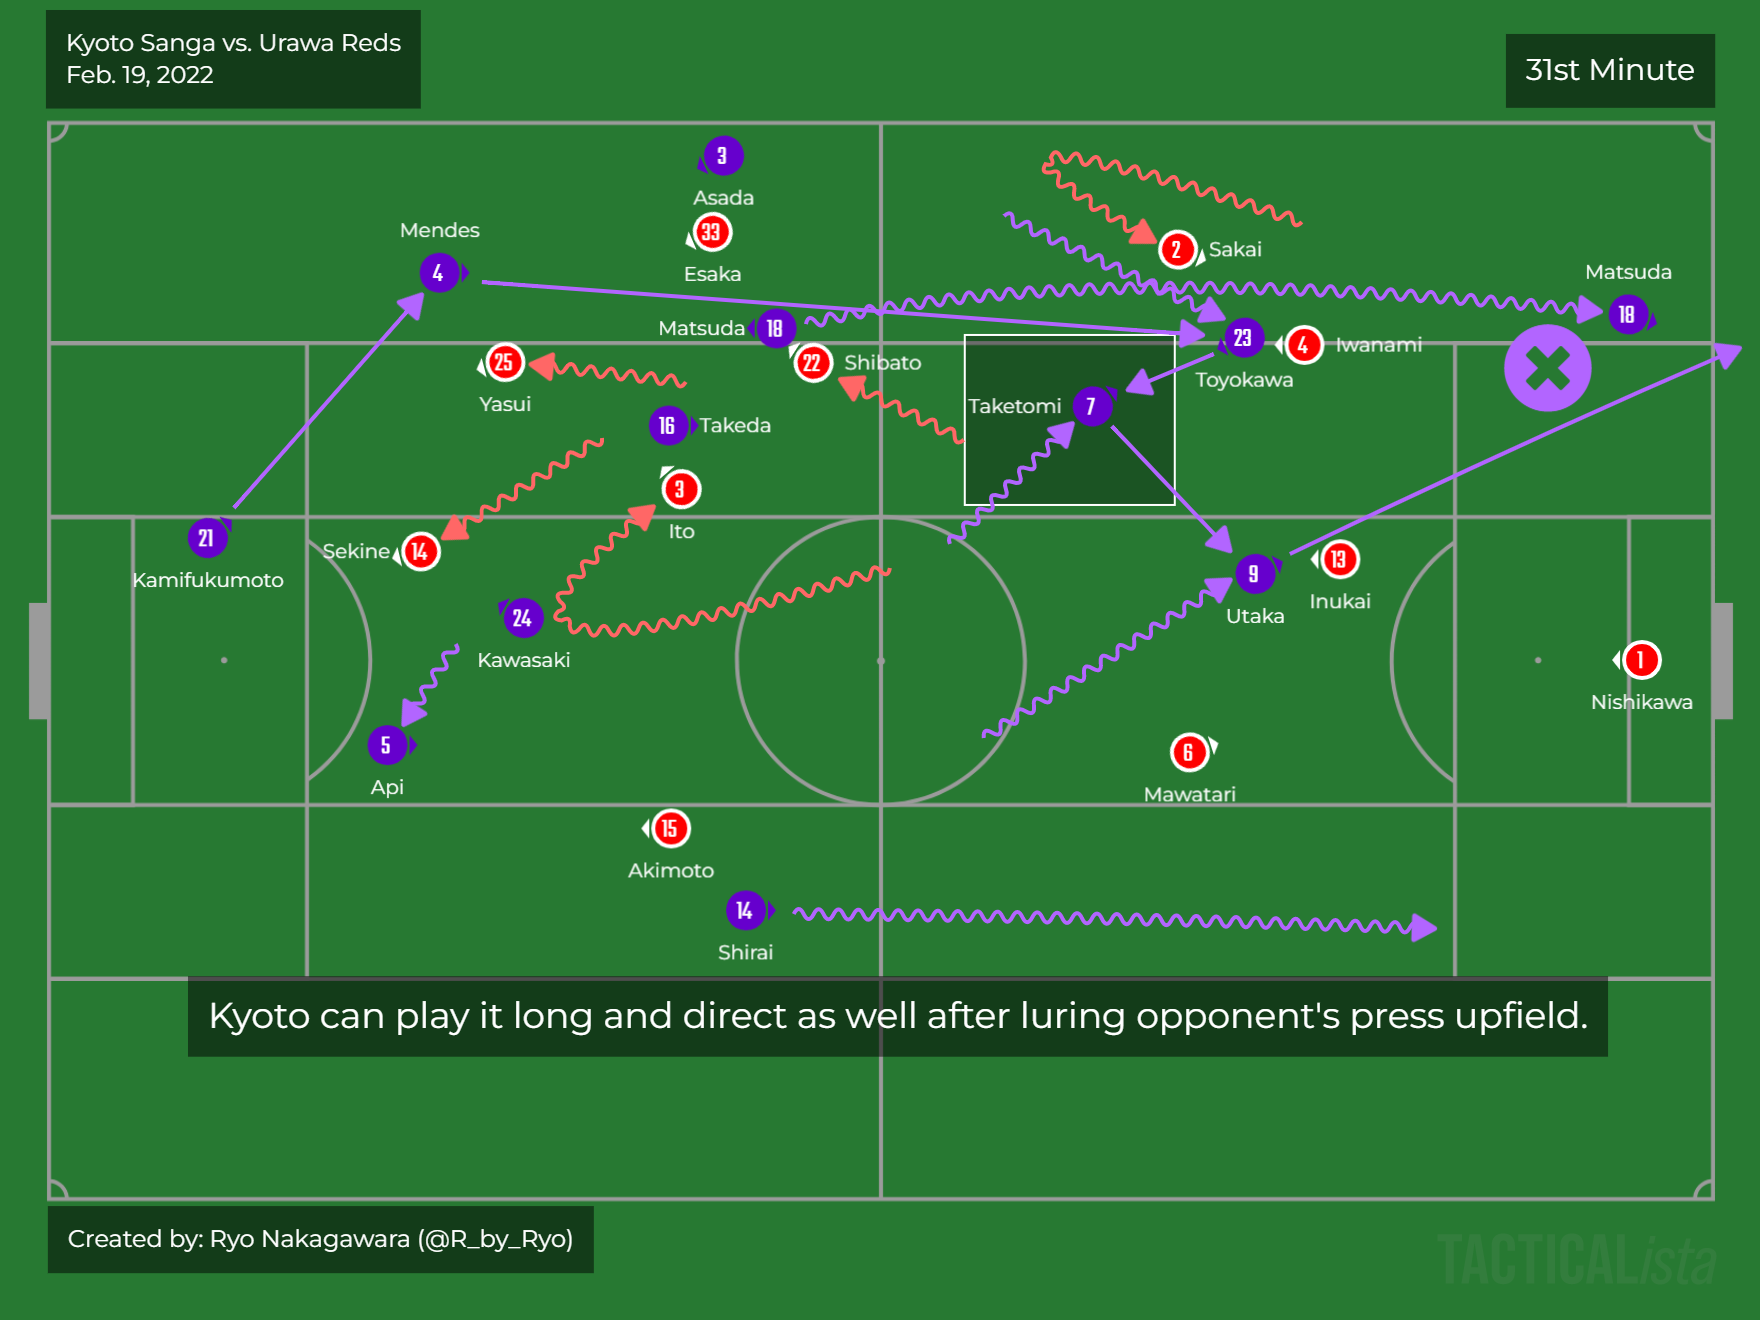 Kyoto Sanga vs. Urawa Reds
Feb. 19, 2022
31st Minute
3
Asada
Mendes
4
33
Esaka
2
Sakai
Matsuda
18
Matsuda
18
23
Toyokawa
4
Iwanami
25
Yasui
22
Shibato
Taketomi
7
16
Takeda
3
Ito
21
Kamifukumoto
Sekine
14
9
Utaka
13
Inukai
24
Kawasaki
1
Nishikawa
5
Api
6
Mawatari
15
Akimoto
14
Shirai
Kyoto can play it long and direct as well after luring opponent's press upfield.
Created by: Ryo Nakagawara (@R_by_Ryo)
TACTICALista